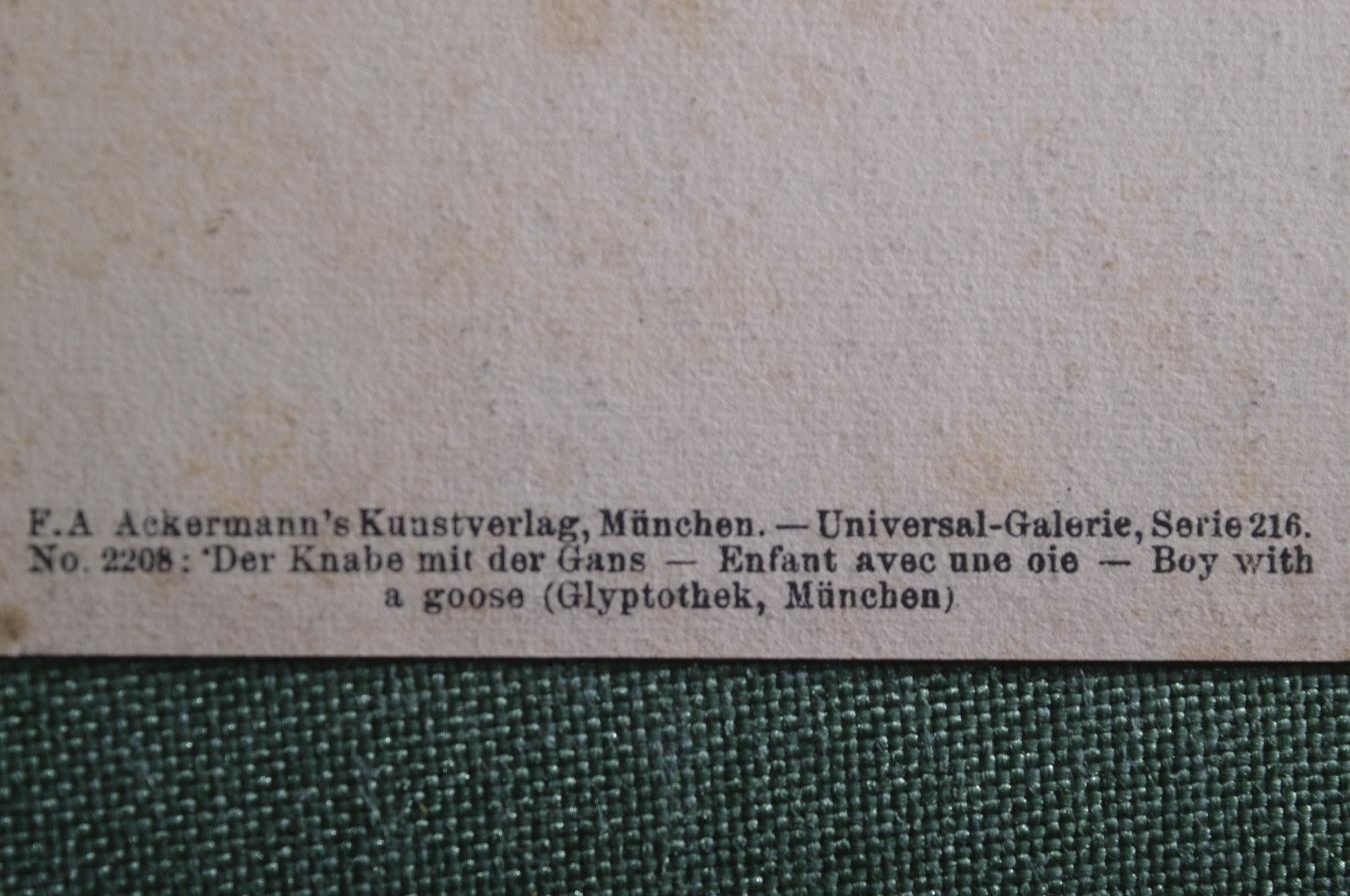 F.A Ackermann's Kunstverlag, München. — Universal-Galerie, Serie 216.
No. 2208: 'Der Knabe mit der Gans — Enfant avec une oie — Boy with
a goose (Glyptothek, München)